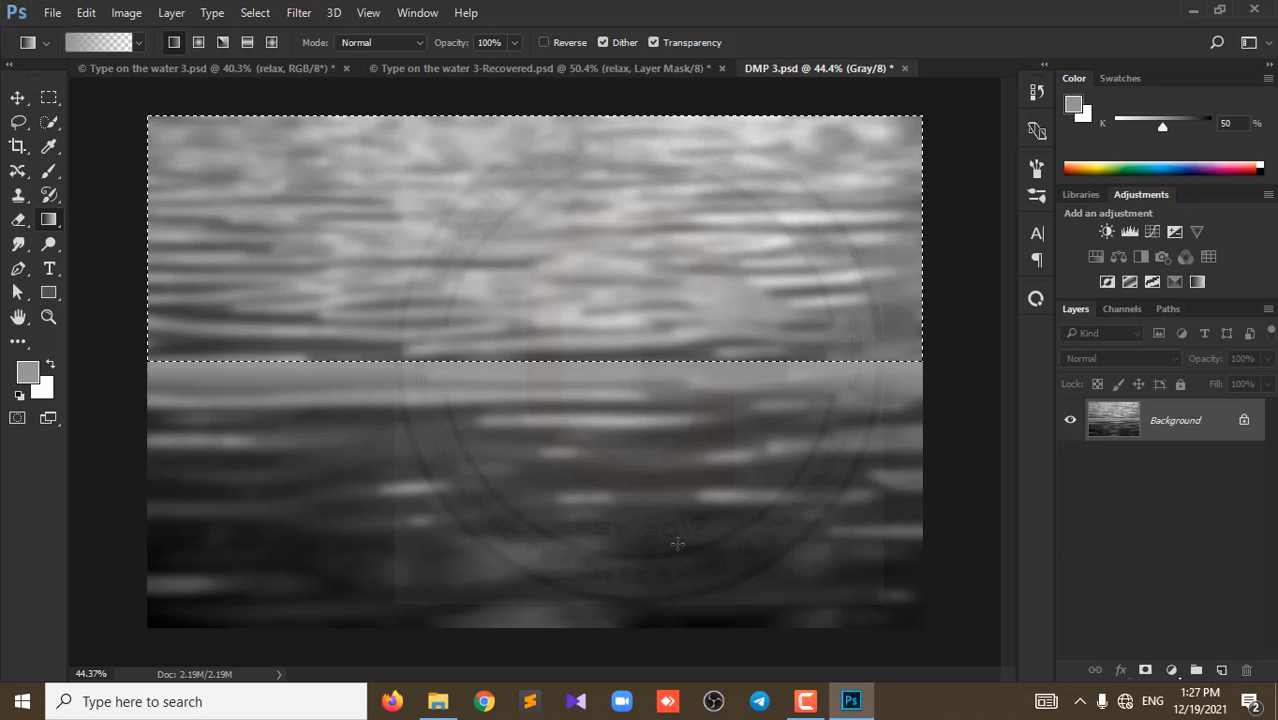 Ps File Edit Image Layer Type Select Filter 3D View Window Help
Mode: Normal Opacity: 100% Reverse Dither Transparency
© Type on the water 3.psd @ 40.3% (relax, RGB/8*) * × © Type on the water 3-Recovered.psd @ 50.4% (relax, Layer Mask/8) * × DMP 3.psd @ 44.4% (Gray/8) * ×
Color Swatches
K 50 %
Libraries Adjustments
Add an adjustment
Layers Channels Paths
Kind
Normal Opacity: 100%
Lock: Fill: 100%
Background
EST. 2017
44.37% Doc: 2.19M/2.19M
Type here to search
ENG
1:27 PM
12/19/2021
2